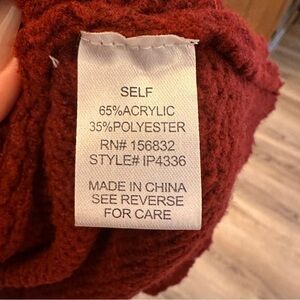 SELF
65%ACRYLIC
35%POLYESTER
RN# 156832
STYLE# IP4336
MADE IN CHINA
SEE REVERSE
FOR CARE